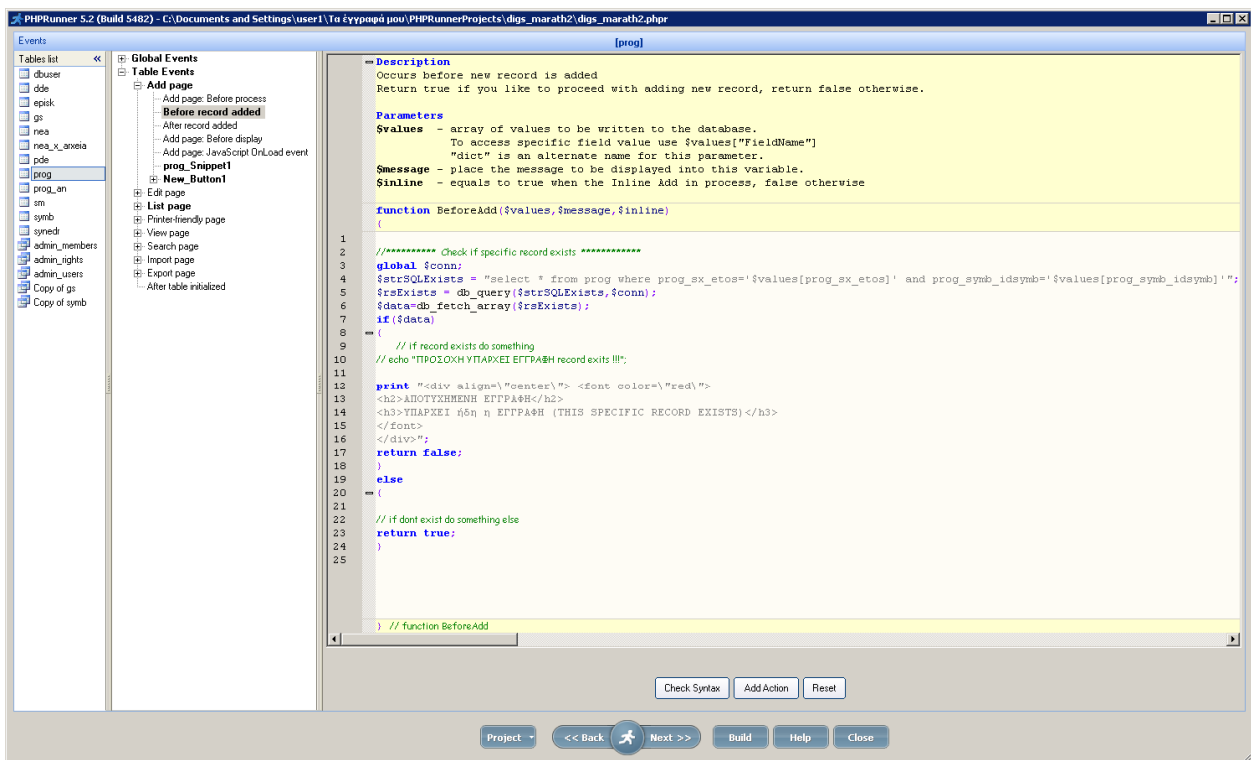 PHPRunner 5.2 (Build 5482) - C:\Documents and Settings\user1\Τα έγγραφά μου\PHPRunnerProjects\digs_marath2\digs_marath2.phpr
Events
[prog]
Tables list «
dbuser
dde
episk
gs
nea
nea_x_arxeia
pde
prog
prog_an
sm
symb
synedr
admin_members
admin_rights
admin_users
Copy of gs
Copy of symb
Global Events
Table Events
Add page
Add page: Before process
Before record added
After record added
Add page: Before display
Add page: JavaScript OnLoad event
prog_Snippet1
New_Button1
Edit page
List page
Printer-friendly page
View page
Search page
Import page
Export page
After table initialized
Description
Occurs before new record is added
Return true if you like to proceed with adding new record, return false otherwise.
Parameters
$values - array of values to be written to the database.
To access specific field value use $values["FieldName"]
"dict" is an alternate name for this parameter.
$message - place the message to be displayed into this variable.
$inline - equals to true when the Inline Add in process, false otherwise
function BeforeAdd($values,$message,$inline)
{
1
2 //********** Check if specific record exists ************
3 global $conn;
4 $strSQLExists = "select * from prog where prog_sx_etos='$values[prog_sx_etos]' and prog_symb_idsymb='$values[prog_symb_idsymb]'";
5 $rsExists = db_query($strSQLExists,$conn);
6 $data=db_fetch_array($rsExists);
7 if($data)
8 {
9 // if record exists do something
10 // echo "ΠΡΟΣΟΧΗ ΥΠΑΡΧΕΙ ΕΓΓΡΑΦΗ record exits !!!";
11
12 print "<div align=\"center\"> <font color=\"red\">
13 <h2>ΑΠΟΤΥΧΗΜΕΝΗ ΕΓΓΡΑΦΗ</h2>
14 <h3>ΥΠΑΡΧΕΙ ήδη η ΕΓΓΡΑΦΗ (THIS SPECIFIC RECORD EXISTS)</h3>
15 </font>
16 </div>";
17 return false;
18 }
19 else
20 {
21
22 // if dont exist do something else
23 return true;
24 }
25
} // function BeforeAdd
Check Syntax Add Action Reset
Project << Back Next >> Build Help Close